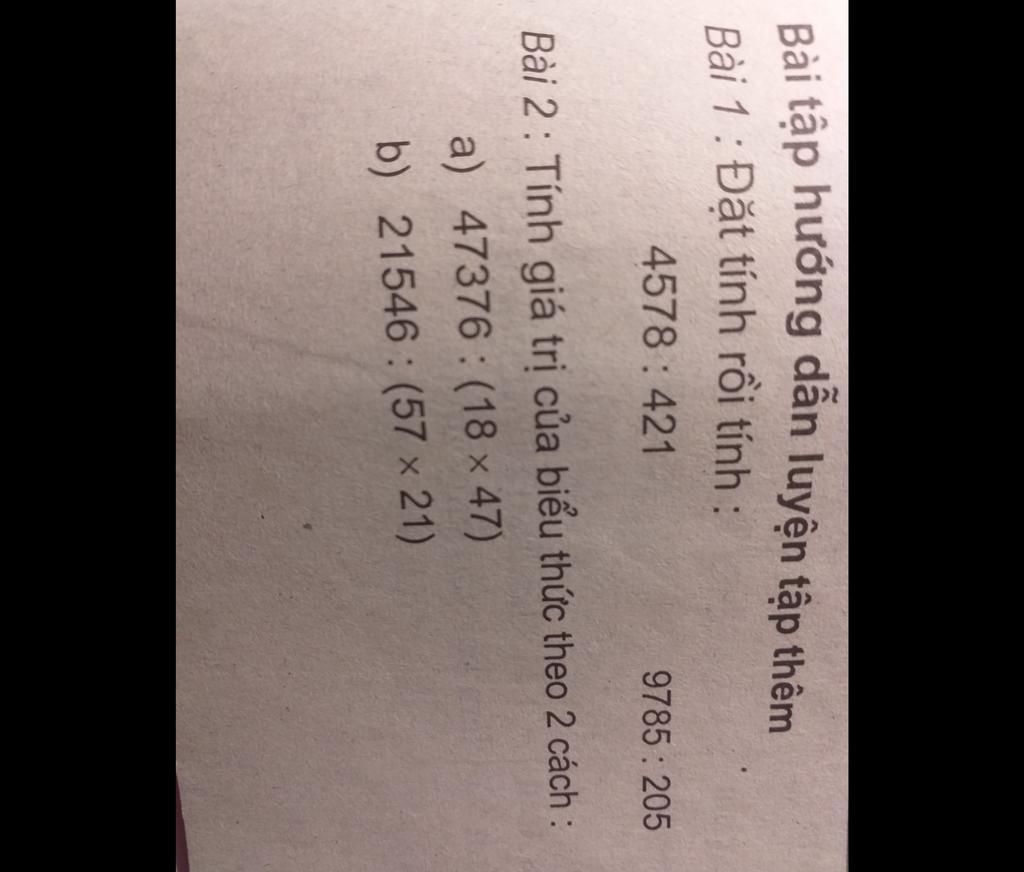 Bài tập hướng dẫn luyện tập thêm
Bài 1 : Đặt tính rồi tính :
4578 : 421 9785 : 205
Bài 2 : Tính giá trị của biểu thức theo 2 cách :
a) 47376 : (18 × 47)
b) 21546 : (57 × 21)